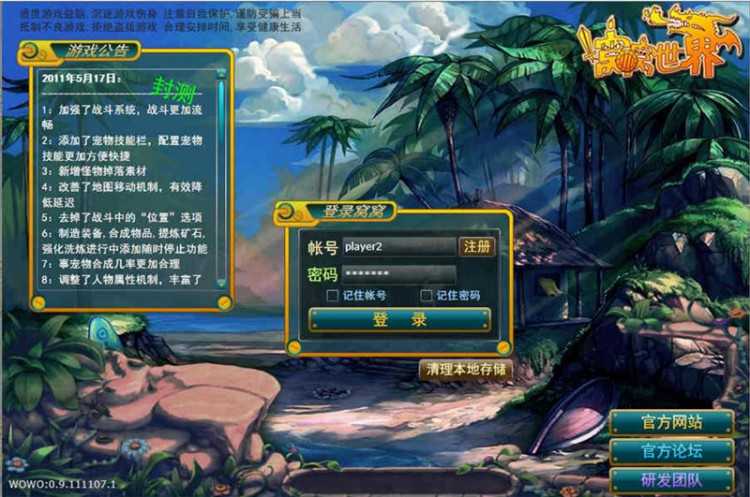 适度游戏益脑,沉迷游戏伤身 注意自我保护,谨防受骗上当
抵制不良游戏,拒绝盗版游戏 合理安排时间,享受健康生活
游戏公告
2011年5月17日:
封测
1:加强了战斗系统,战斗更加流
畅
2:添加了宠物技能栏,配置宠物
技能更加方便快捷
3:新增怪物掉落素材
4:改善了地图移动机制,有效降
低延迟
5:去掉了战斗中的“位置”选项
6:制造装备,合成物品,提炼矿石,
强化洗炼进行中添加随时停止功能
7:事宠物合成几率更加合理
8:调整了人物属性机制,丰富了
窝窝世界
登录窝窝
帐号 player2 注册
密码 *******
记住帐号 记住密码
登录
清理本地存储
官方网站
官方论坛
研发团队
WOWO:0.9.111107.1